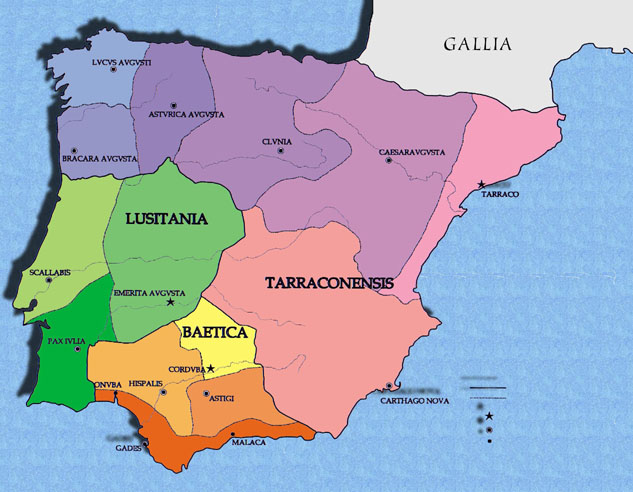 GALLIA
LVCVS AVGVSTI
ASTVRICA AVGVSTA
BRACARA AVGVSTA
CLVNIA
CAESARAVGVSTA
TARRACO
LUSITANIA
SCALLABIS
EMERITA AVGVSTA
TARRACONENSIS
PAX IVLIA
BAETICA
CORDVBA
ONVBA
HISPALIS
ASTIGI
CARTHAGO NOVA
GADES
MALACA